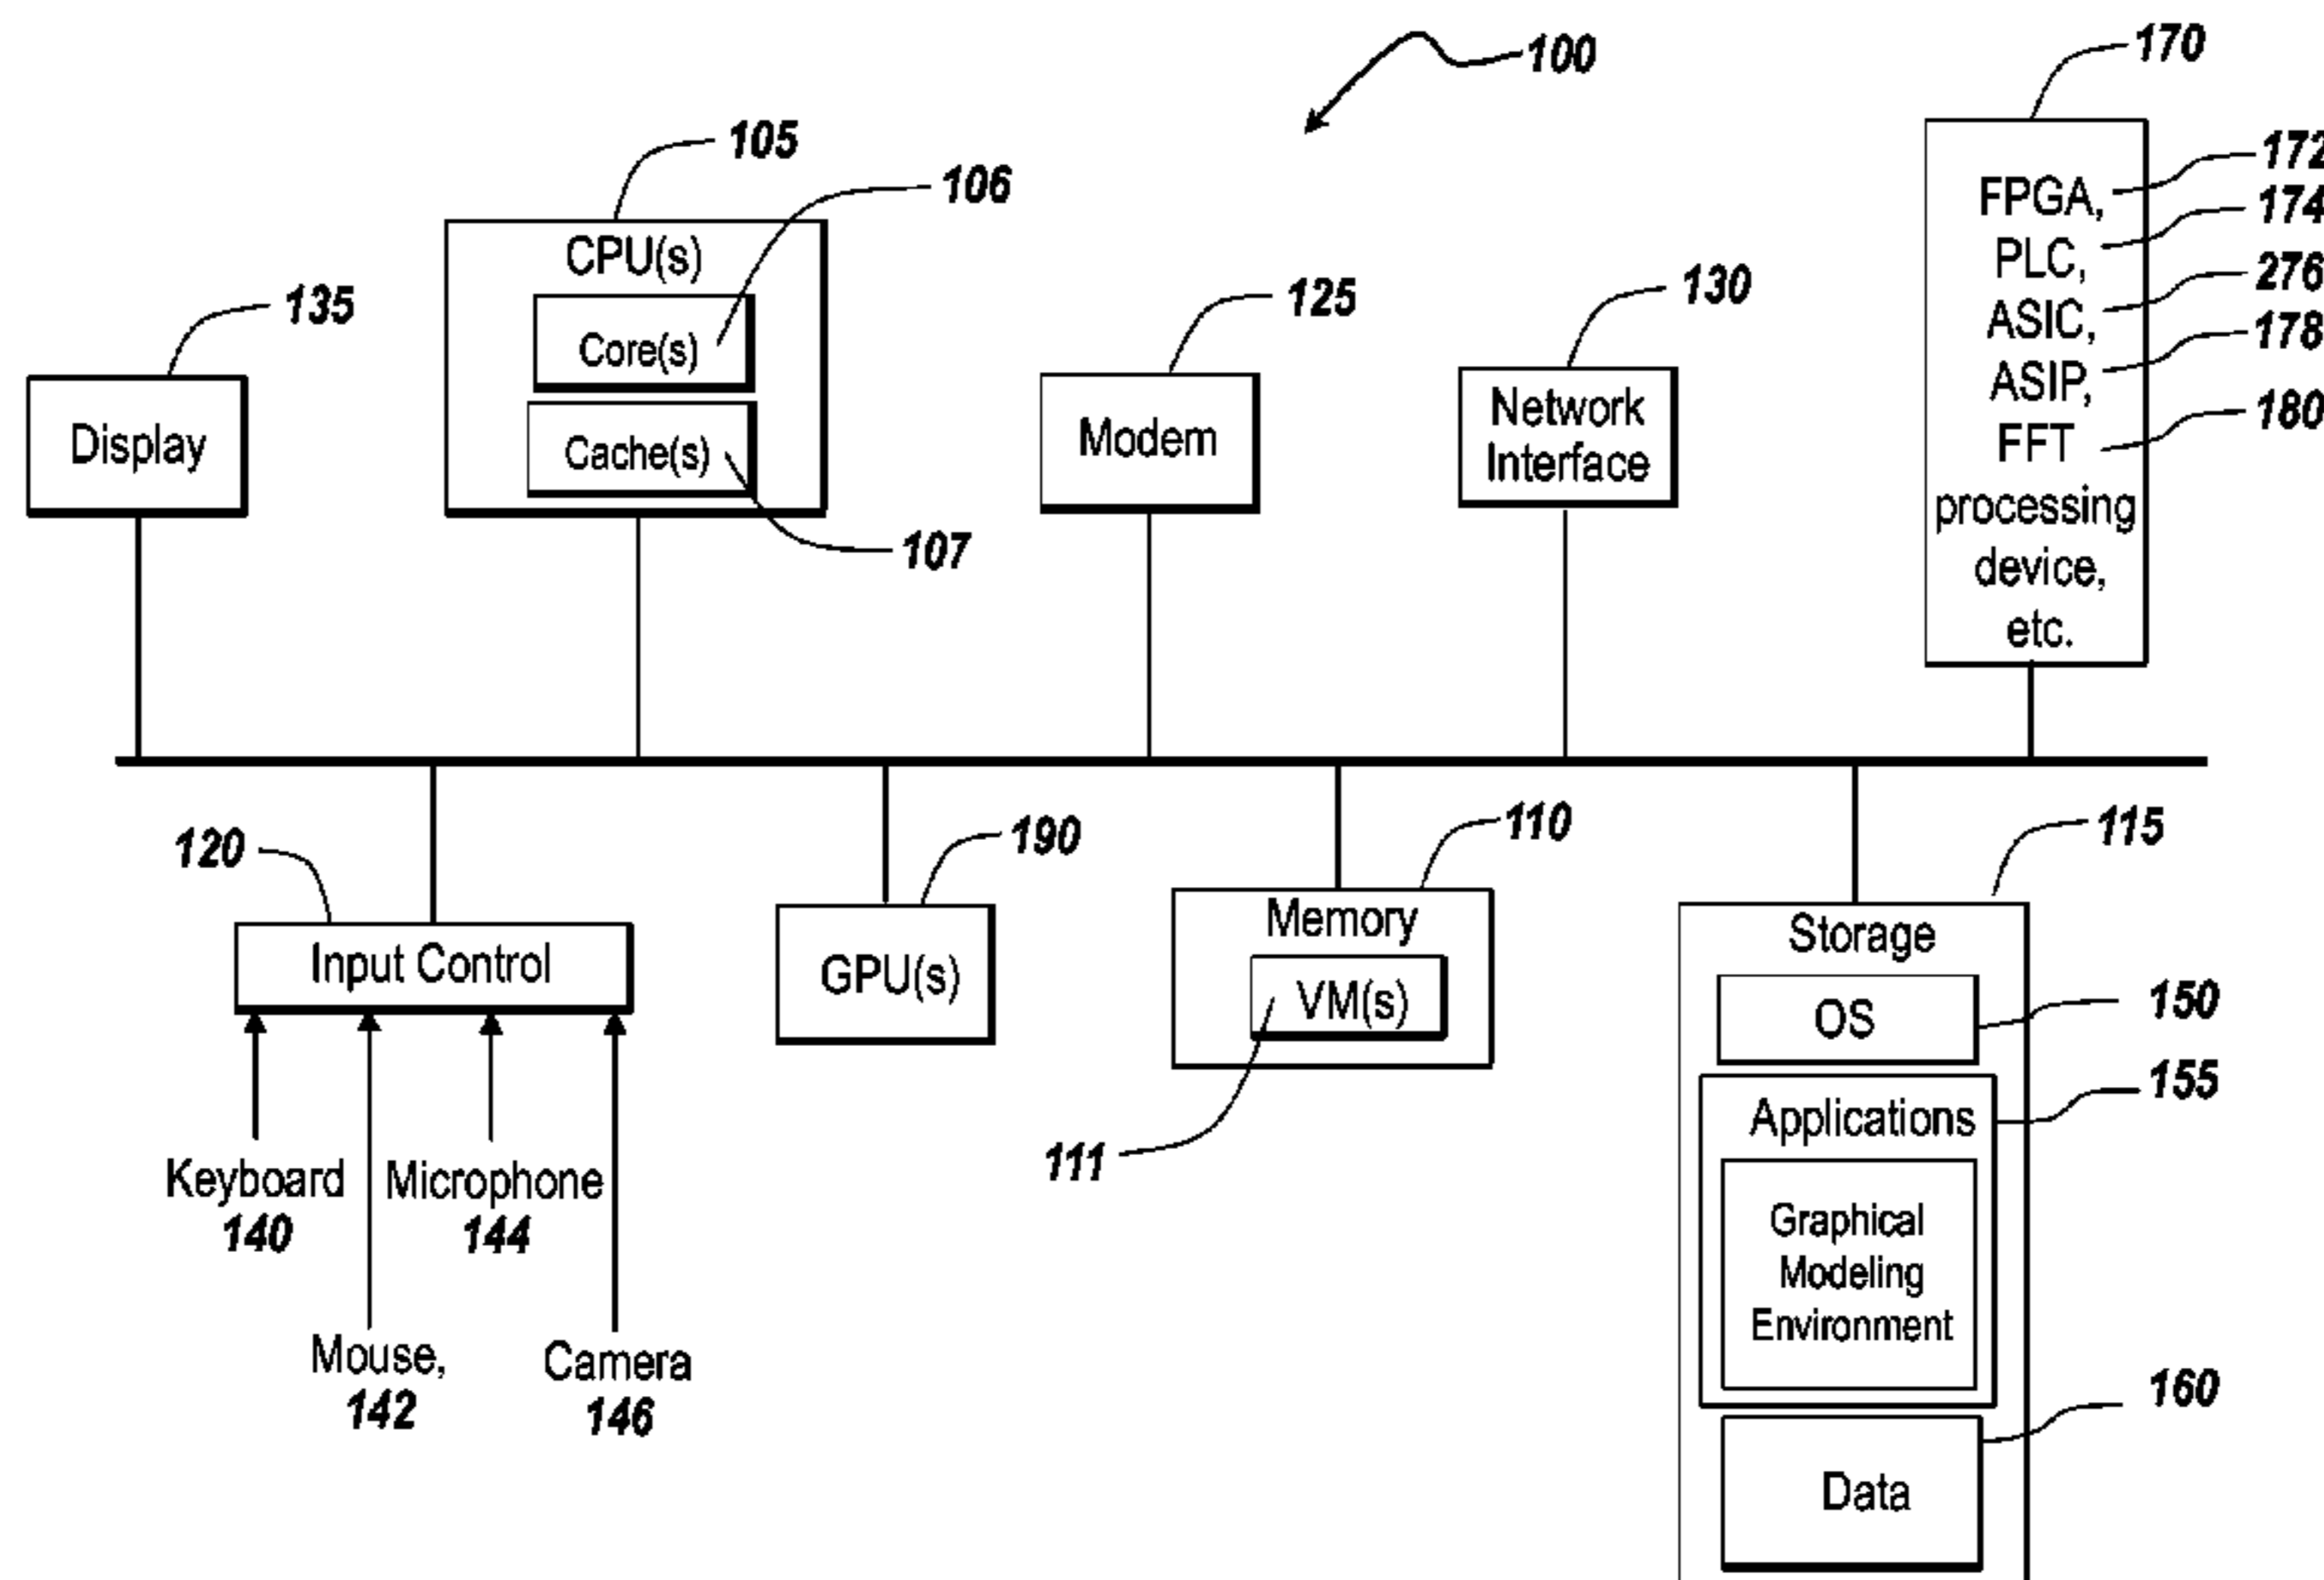 100
170
105
106
172
FPGA,
174
PLC,
276
ASIC,
178
ASIP,
180
FFT
processing
device,
etc.
CPU(s)
Core(s)
Cache(s)
107
135
Display
125
Modem
130
Network
Interface
120
Input Control
190
GPU(s)
110
Memory
VM(s)
111
115
Storage
OS
150
155
Applications
Graphical
Modeling
Environment
160
Data
Keyboard
140
Microphone
144
Mouse,
142
Camera
146